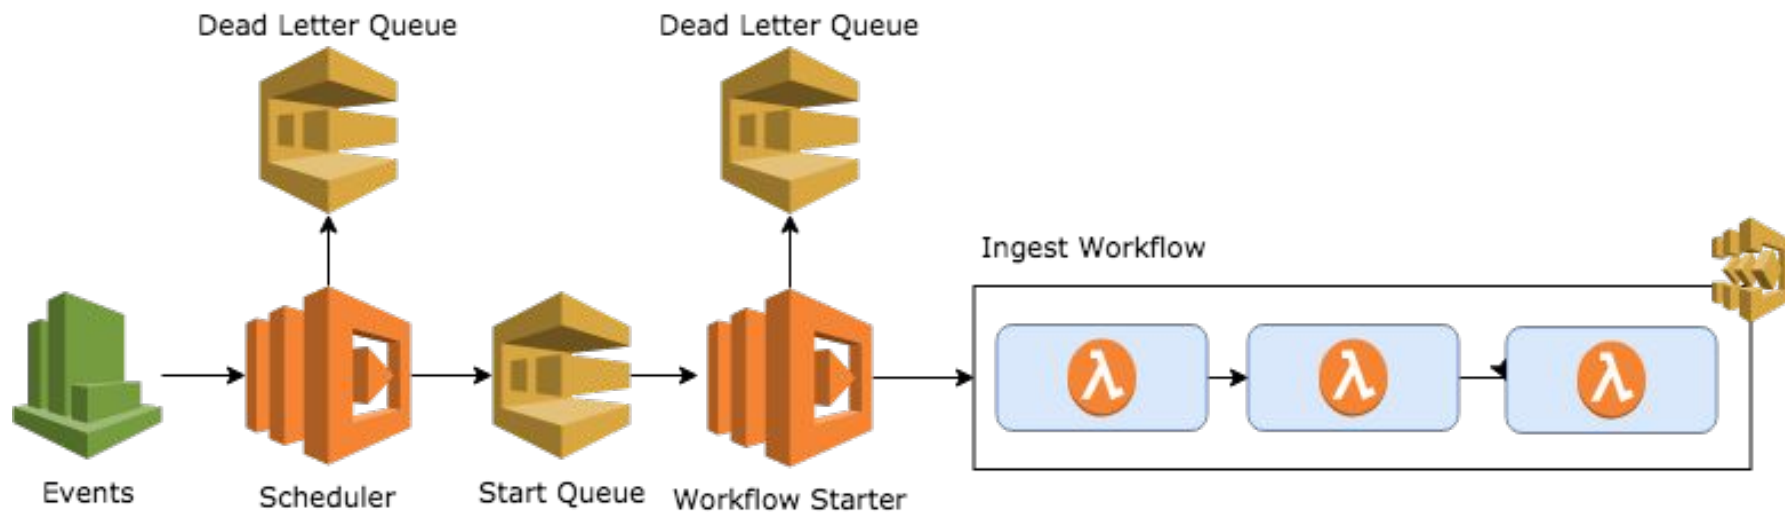 Dead Letter Queue
Dead Letter Queue
Ingest Workflow
λ
λ
λ
Events
Scheduler
Start Queue
Workflow Starter